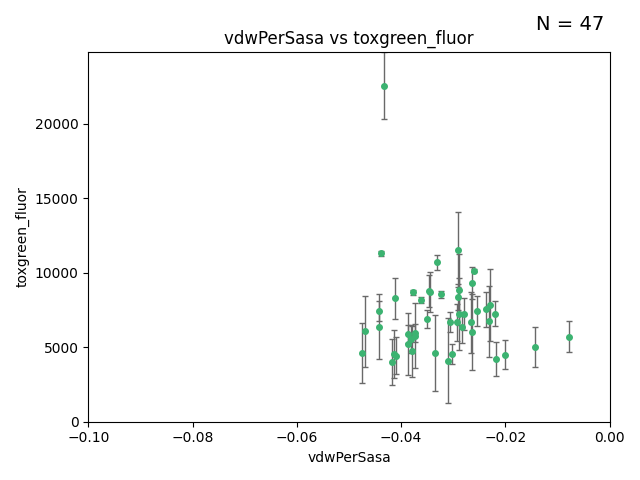 N = 47
vdwPerSasa vs toxgreen_fluor
toxgreen_fluor
20000
15000
10000
5000
0
−0.10 −0.08 −0.06 −0.04 −0.02 0.00
vdwPerSasa